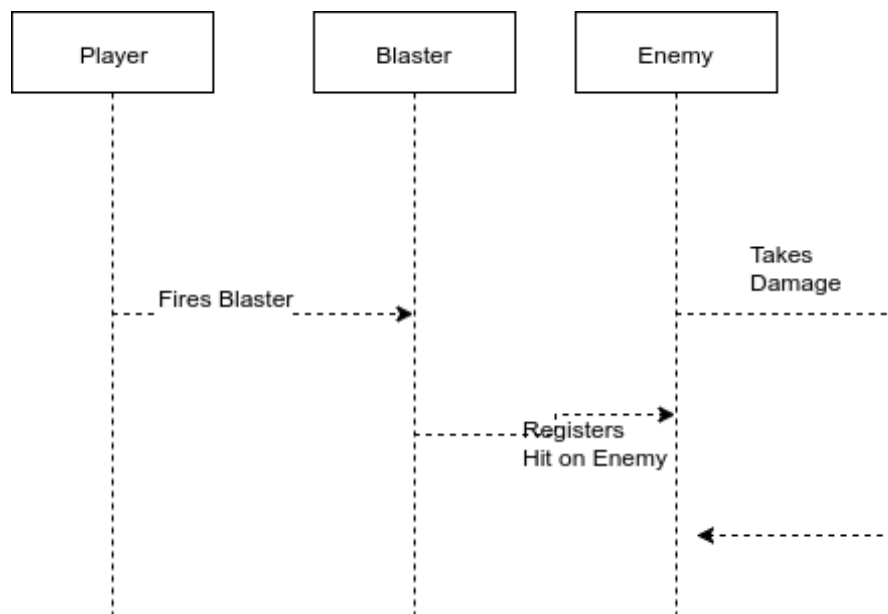 Player
Blaster
Enemy
Takes
Damage
Fires Blaster
Registers
Hit on Enemy